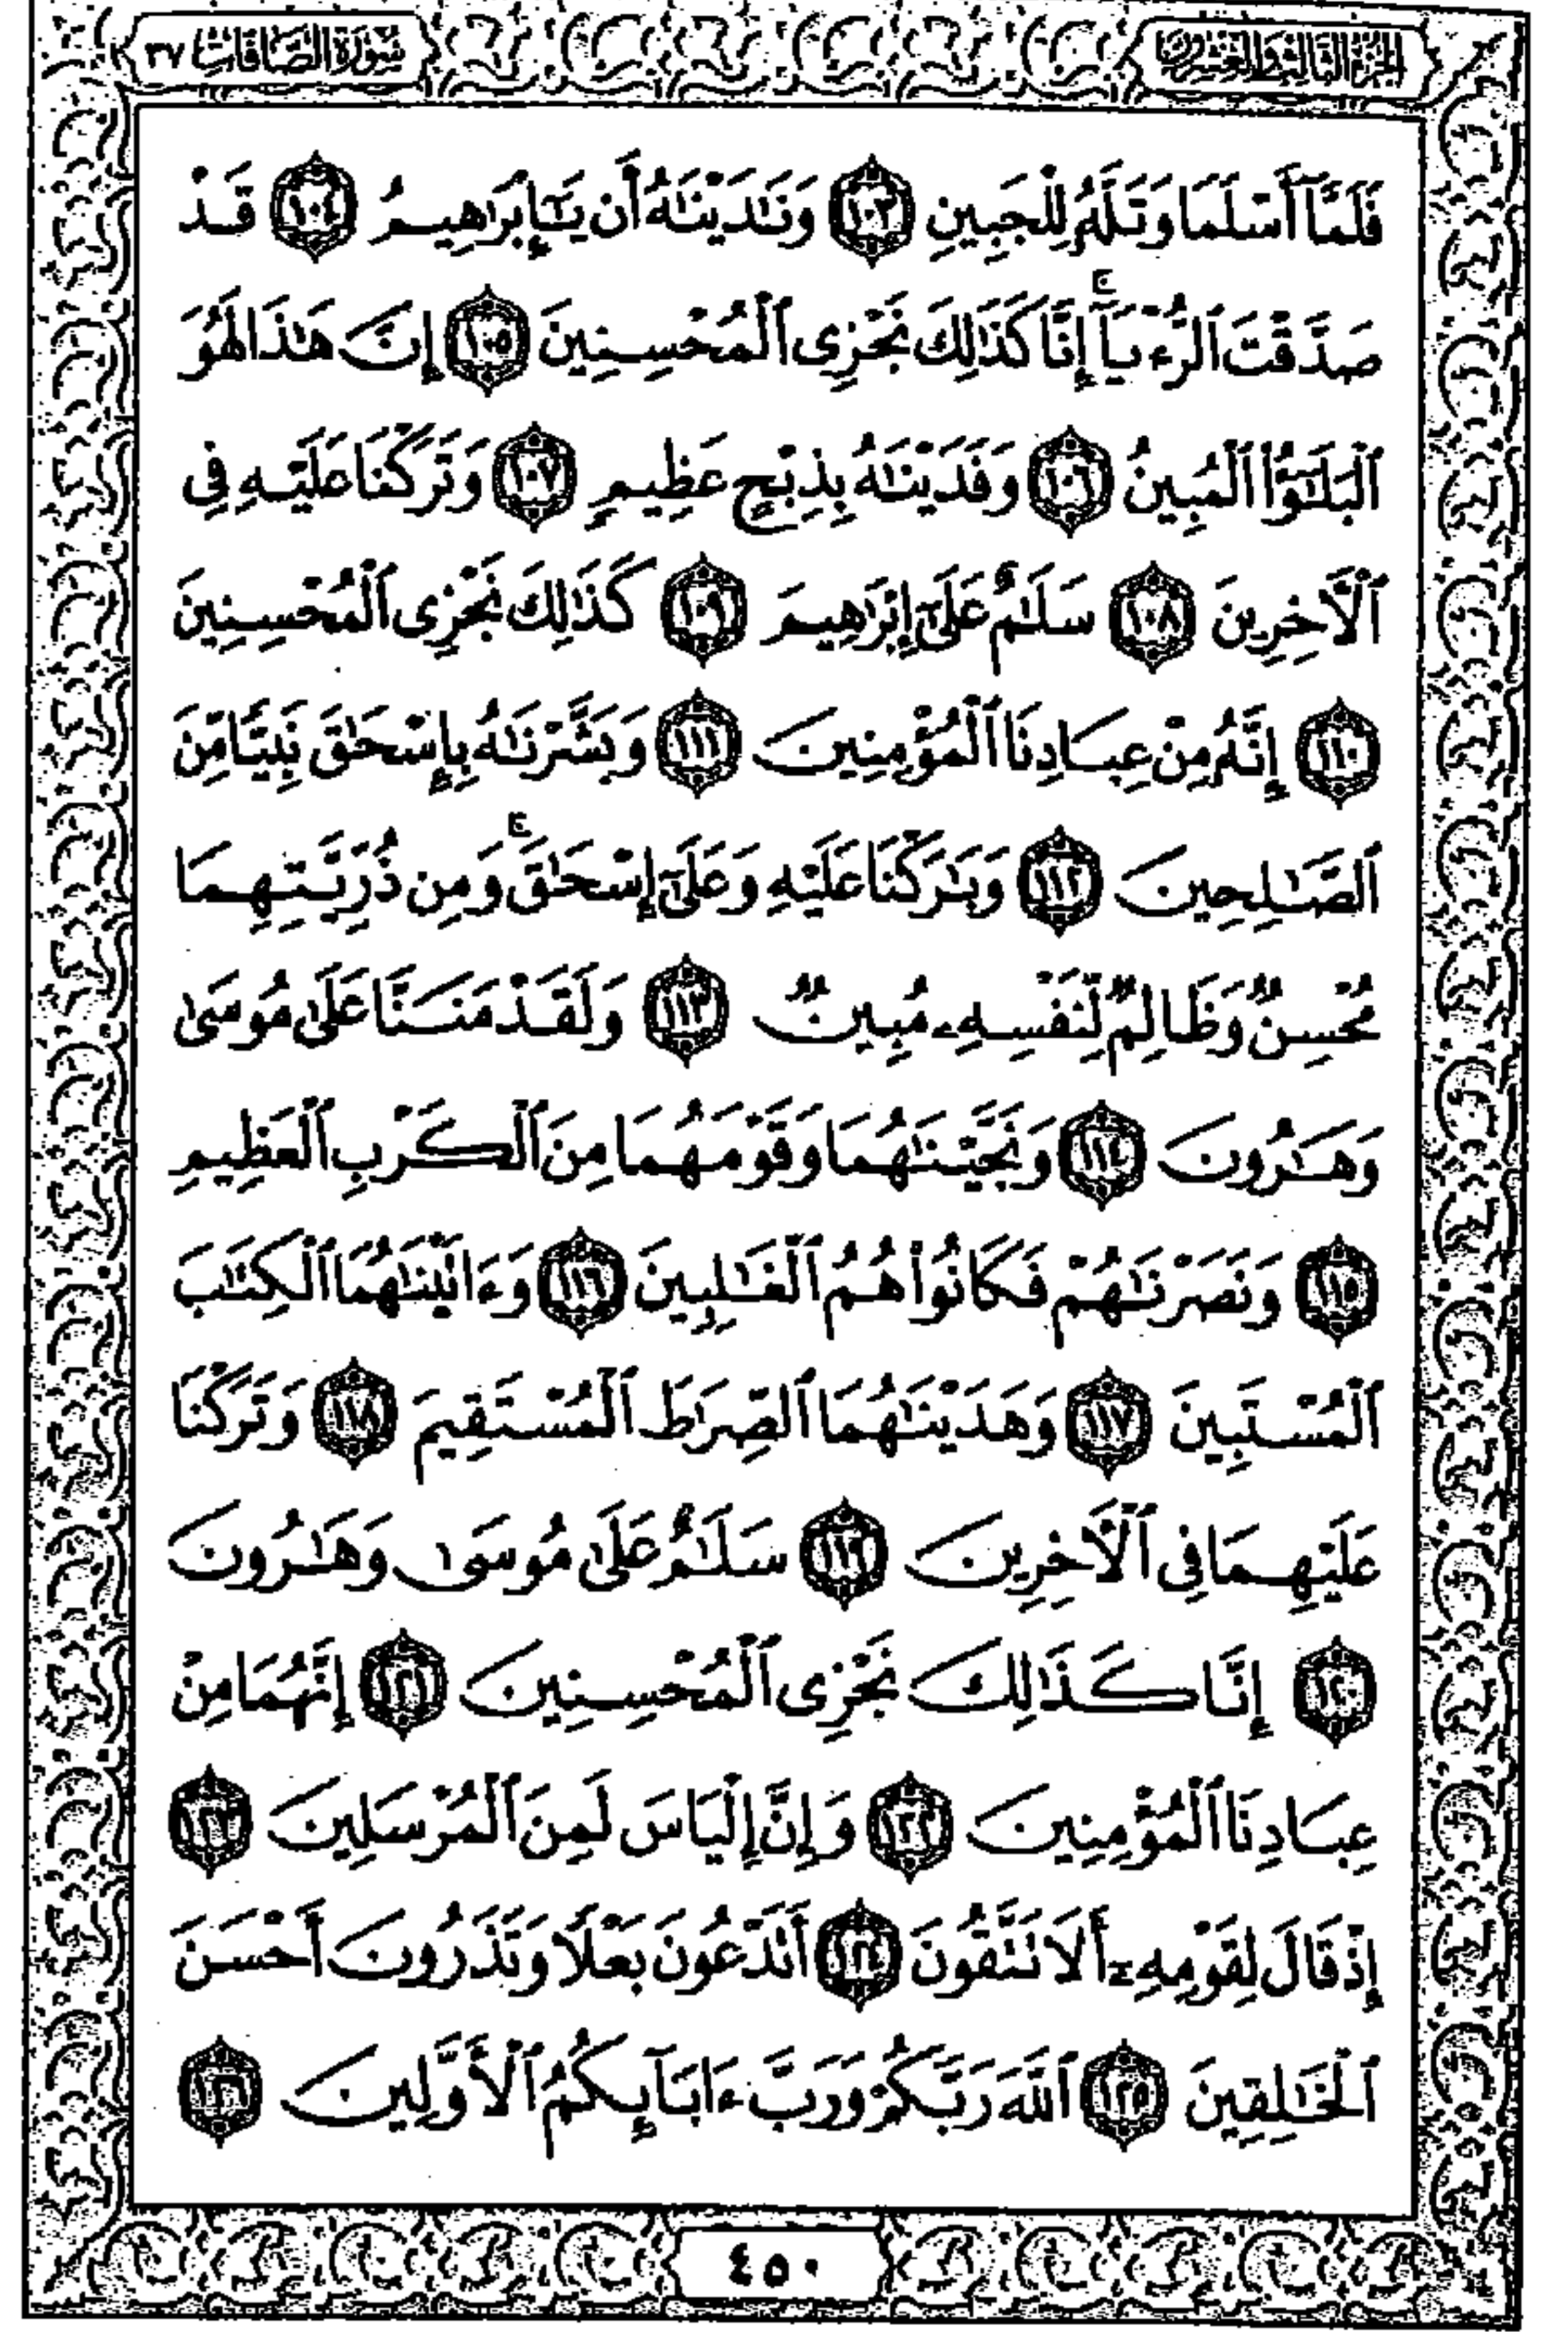 الجزء الثالث والعشرون
سورة الصافات ٣٧
فَلَمَّآ أَسْلَمَا وَتَلَّهُۥ لِلْجَبِينِ ١٠٣ وَنَٰدَيْنَٰهُ أَن يَٰٓإِبْرَٰهِيمُ ١٠٤ قَدْ
صَدَّقْتَ ٱلرُّءْيَآ ۚ إِنَّا كَذَٰلِكَ نَجْزِى ٱلْمُحْسِنِينَ ١٠٥ إِنَّ هَٰذَا لَهُوَ
ٱلْبَلَٰٓؤُا۟ ٱلْمُبِينُ ١٠٦ وَفَدَيْنَٰهُ بِذِبْحٍ عَظِيمٍ ١٠٧ وَتَرَكْنَا عَلَيْهِ فِى
ٱلْءَاخِرِينَ ١٠٨ سَلَٰمٌ عَلَىٰٓ إِبْرَٰهِيمَ ١٠٩ كَذَٰلِكَ نَجْزِى ٱلْمُحْسِنِينَ
١١٠ إِنَّهُۥ مِنْ عِبَادِنَا ٱلْمُؤْمِنِينَ ١١١ وَبَشَّرْنَٰهُ بِإِسْحَٰقَ نَبِيًّا مِّنَ
ٱلصَّٰلِحِينَ ١١٢ وَبَٰرَكْنَا عَلَيْهِ وَعَلَىٰٓ إِسْحَٰقَ ۚ وَمِن ذُرِّيَّتِهِمَا
مُحْسِنٌ وَظَالِمٌ لِّنَفْسِهِۦ مُبِينٌ ١١٣ وَلَقَدْ مَنَنَّا عَلَىٰ مُوسَىٰ
وَهَٰرُونَ ١١٤ وَنَجَّيْنَٰهُمَا وَقَوْمَهُمَا مِنَ ٱلْكَرْبِ ٱلْعَظِيمِ
١١٥ وَنَصَرْنَٰهُمْ فَكَانُوا۟ هُمُ ٱلْغَٰلِبِينَ ١١٦ وَءَاتَيْنَٰهُمَا ٱلْكِتَٰبَ
ٱلْمُسْتَبِينَ ١١٧ وَهَدَيْنَٰهُمَا ٱلصِّرَٰطَ ٱلْمُسْتَقِيمَ ١١٨ وَتَرَكْنَا
عَلَيْهِمَا فِى ٱلْءَاخِرِينَ ١١٩ سَلَٰمٌ عَلَىٰ مُوسَىٰ وَهَٰرُونَ
١٢٠ إِنَّا كَذَٰلِكَ نَجْزِى ٱلْمُحْسِنِينَ ١٢١ إِنَّهُمَا مِنْ
عِبَادِنَا ٱلْمُؤْمِنِينَ ١٢٢ وَإِنَّ إِلْيَاسَ لَمِنَ ٱلْمُرْسَلِينَ ١٢٣
إِذْ قَالَ لِقَوْمِهِۦٓ أَلَا تَتَّقُونَ ١٢٤ أَتَدْعُونَ بَعْلًا وَتَذَرُونَ أَحْسَنَ
ٱلْخَٰلِقِينَ ١٢٥ ٱللَّهَ رَبَّكُمْ وَرَبَّ ءَابَآئِكُمُ ٱلْأَوَّلِينَ ١٢٦
٤٥٠